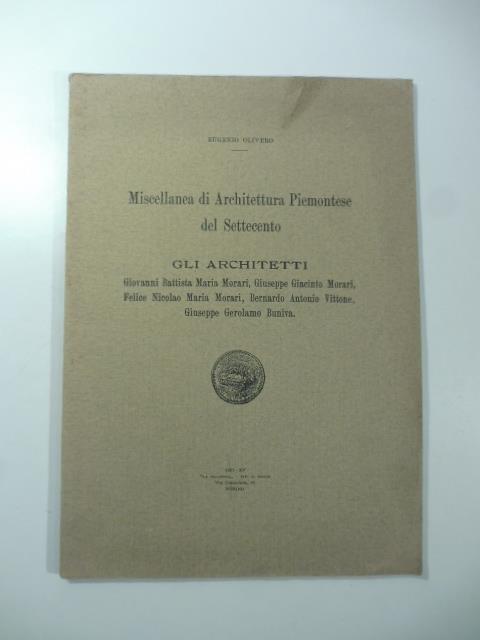 EUGENIO OLIVERO
Miscellanea di Architettura Piemontese
del Settecento
GLI ARCHITETTI
Giovanni Battista Maria Morari, Giuseppe Giacinto Morari,
Felice Nicolao Maria Morari, Bernardo Antonio Vittone,
Giuseppe Gerolamo Buniva.